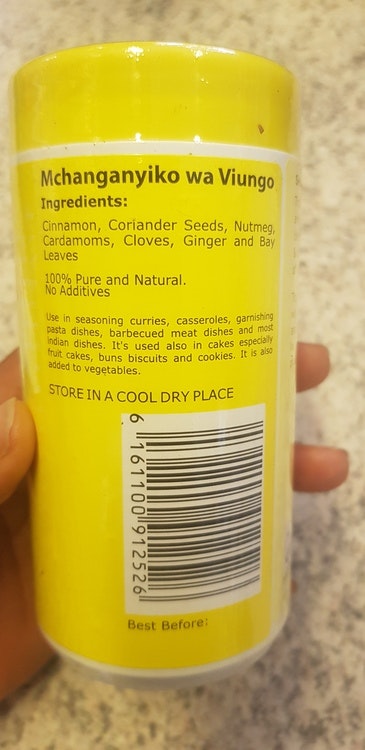 Mchanganyiko wa Viungo
Ingredients:
Cinnamon, Coriander Seeds, Nutmeg,
Cardamoms, Cloves, Ginger and Bay
Leaves
100% Pure and Natural.
No Additives
Use in seasoning curries, casseroles, garnishing
pasta dishes, barbecued meat dishes and most
indian dishes. It's used also in cakes especially
fruit cakes, buns biscuits and cookies. It is also
added to vegetables.
STORE IN A COOL DRY PLACE
6 161100 912526
Best Before: